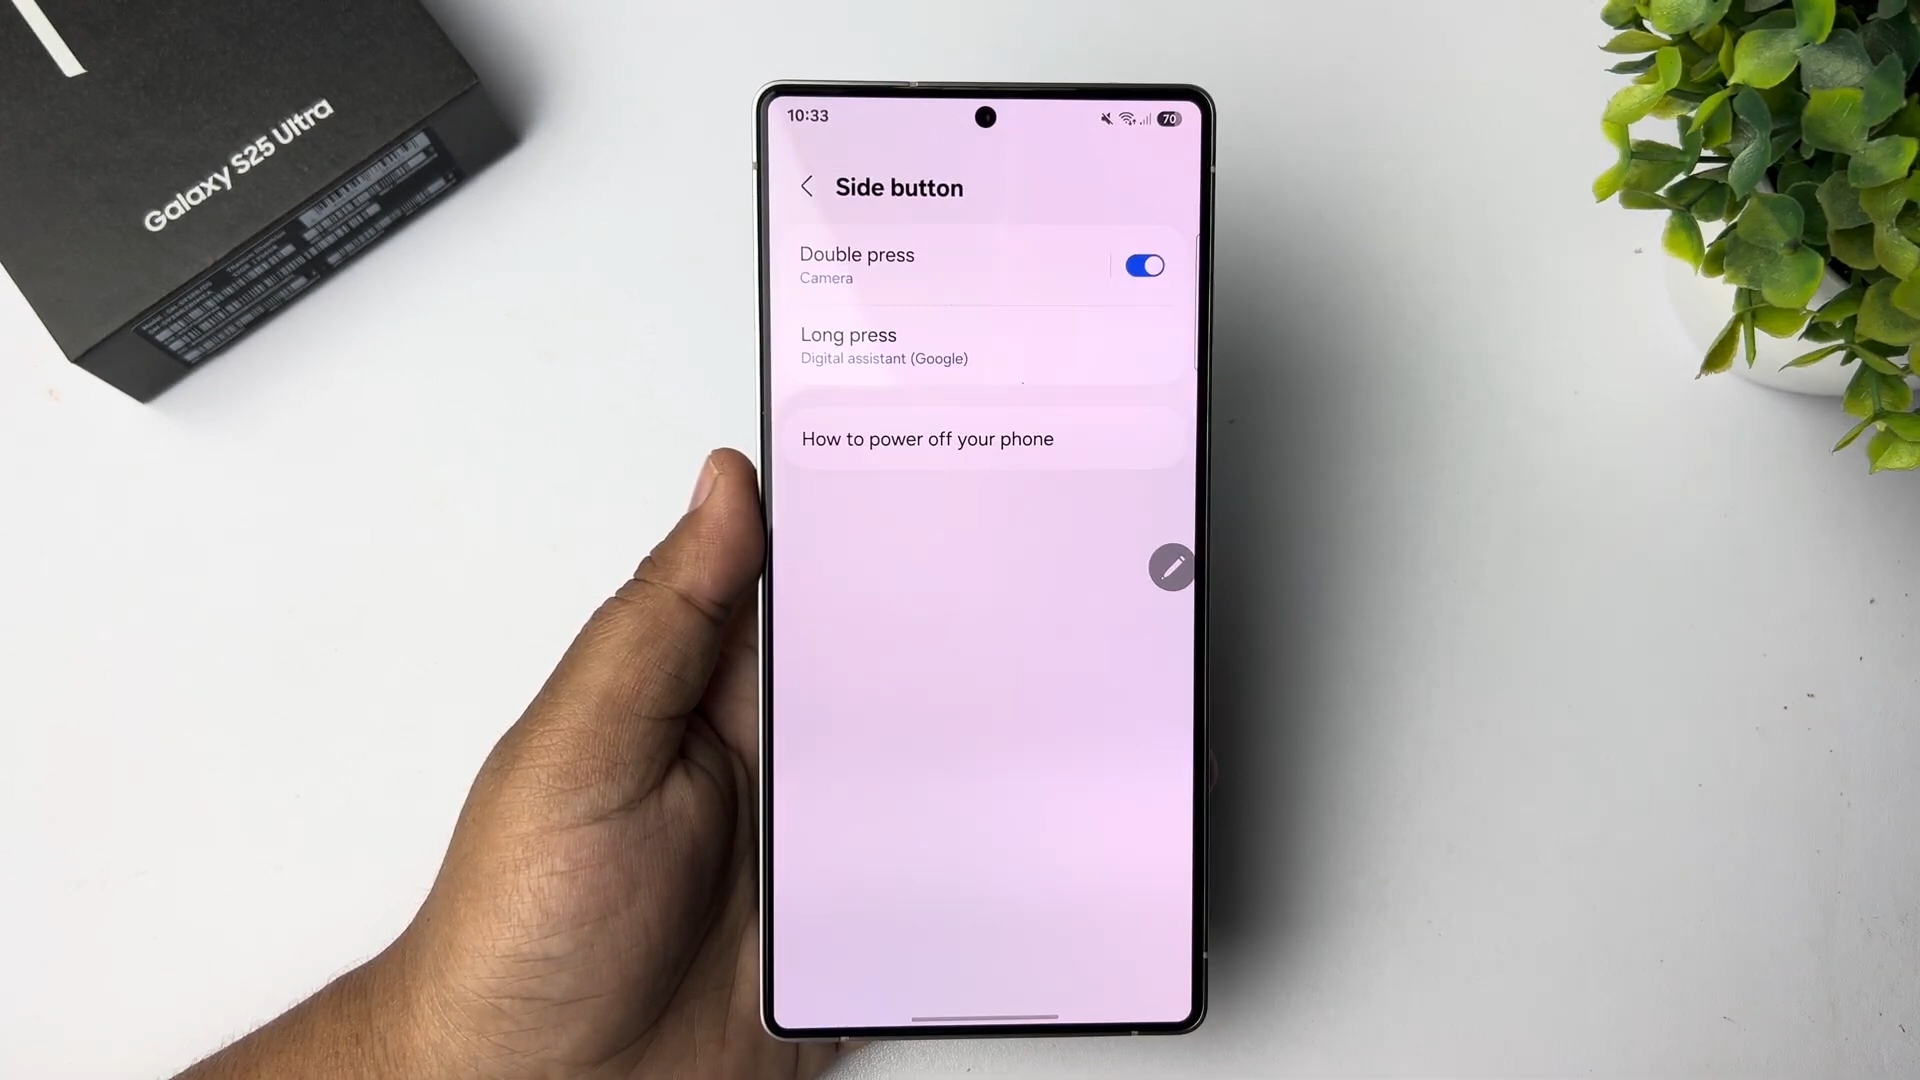 Galaxy S25 Ultra
10:33
70
Side button
Double press
Camera
Long press
Digital assistant (Google)
How to power off your phone